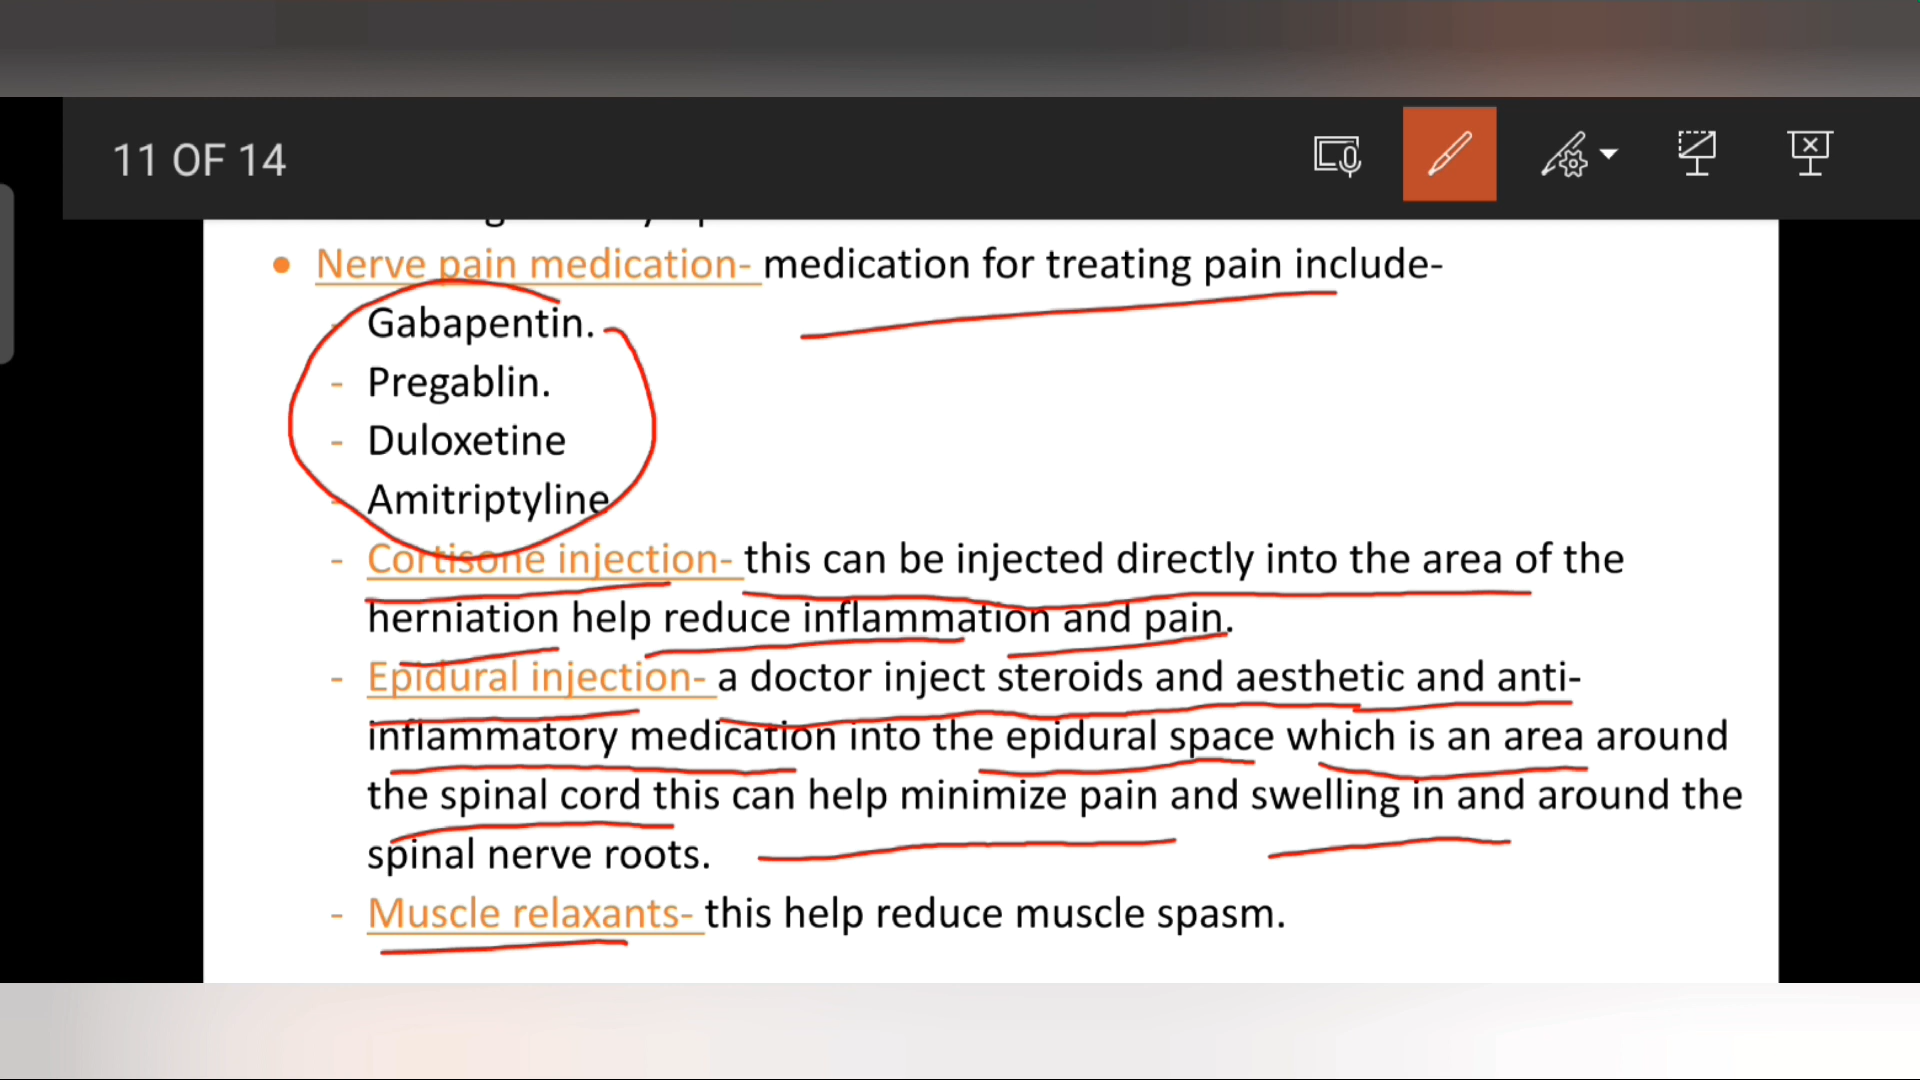 11 OF 14
Nerve pain medication- medication for treating pain include-
- Gabapentin.
- Pregablin.
- Duloxetine
- Amitriptyline
- Cortisone injection- this can be injected directly into the area of the
herniation help reduce inflammation and pain.
- Epidural injection- a doctor inject steroids and aesthetic and anti-
inflammatory medication into the epidural space which is an area around
the spinal cord this can help minimize pain and swelling in and around the
spinal nerve roots.
- Muscle relaxants- this help reduce muscle spasm.